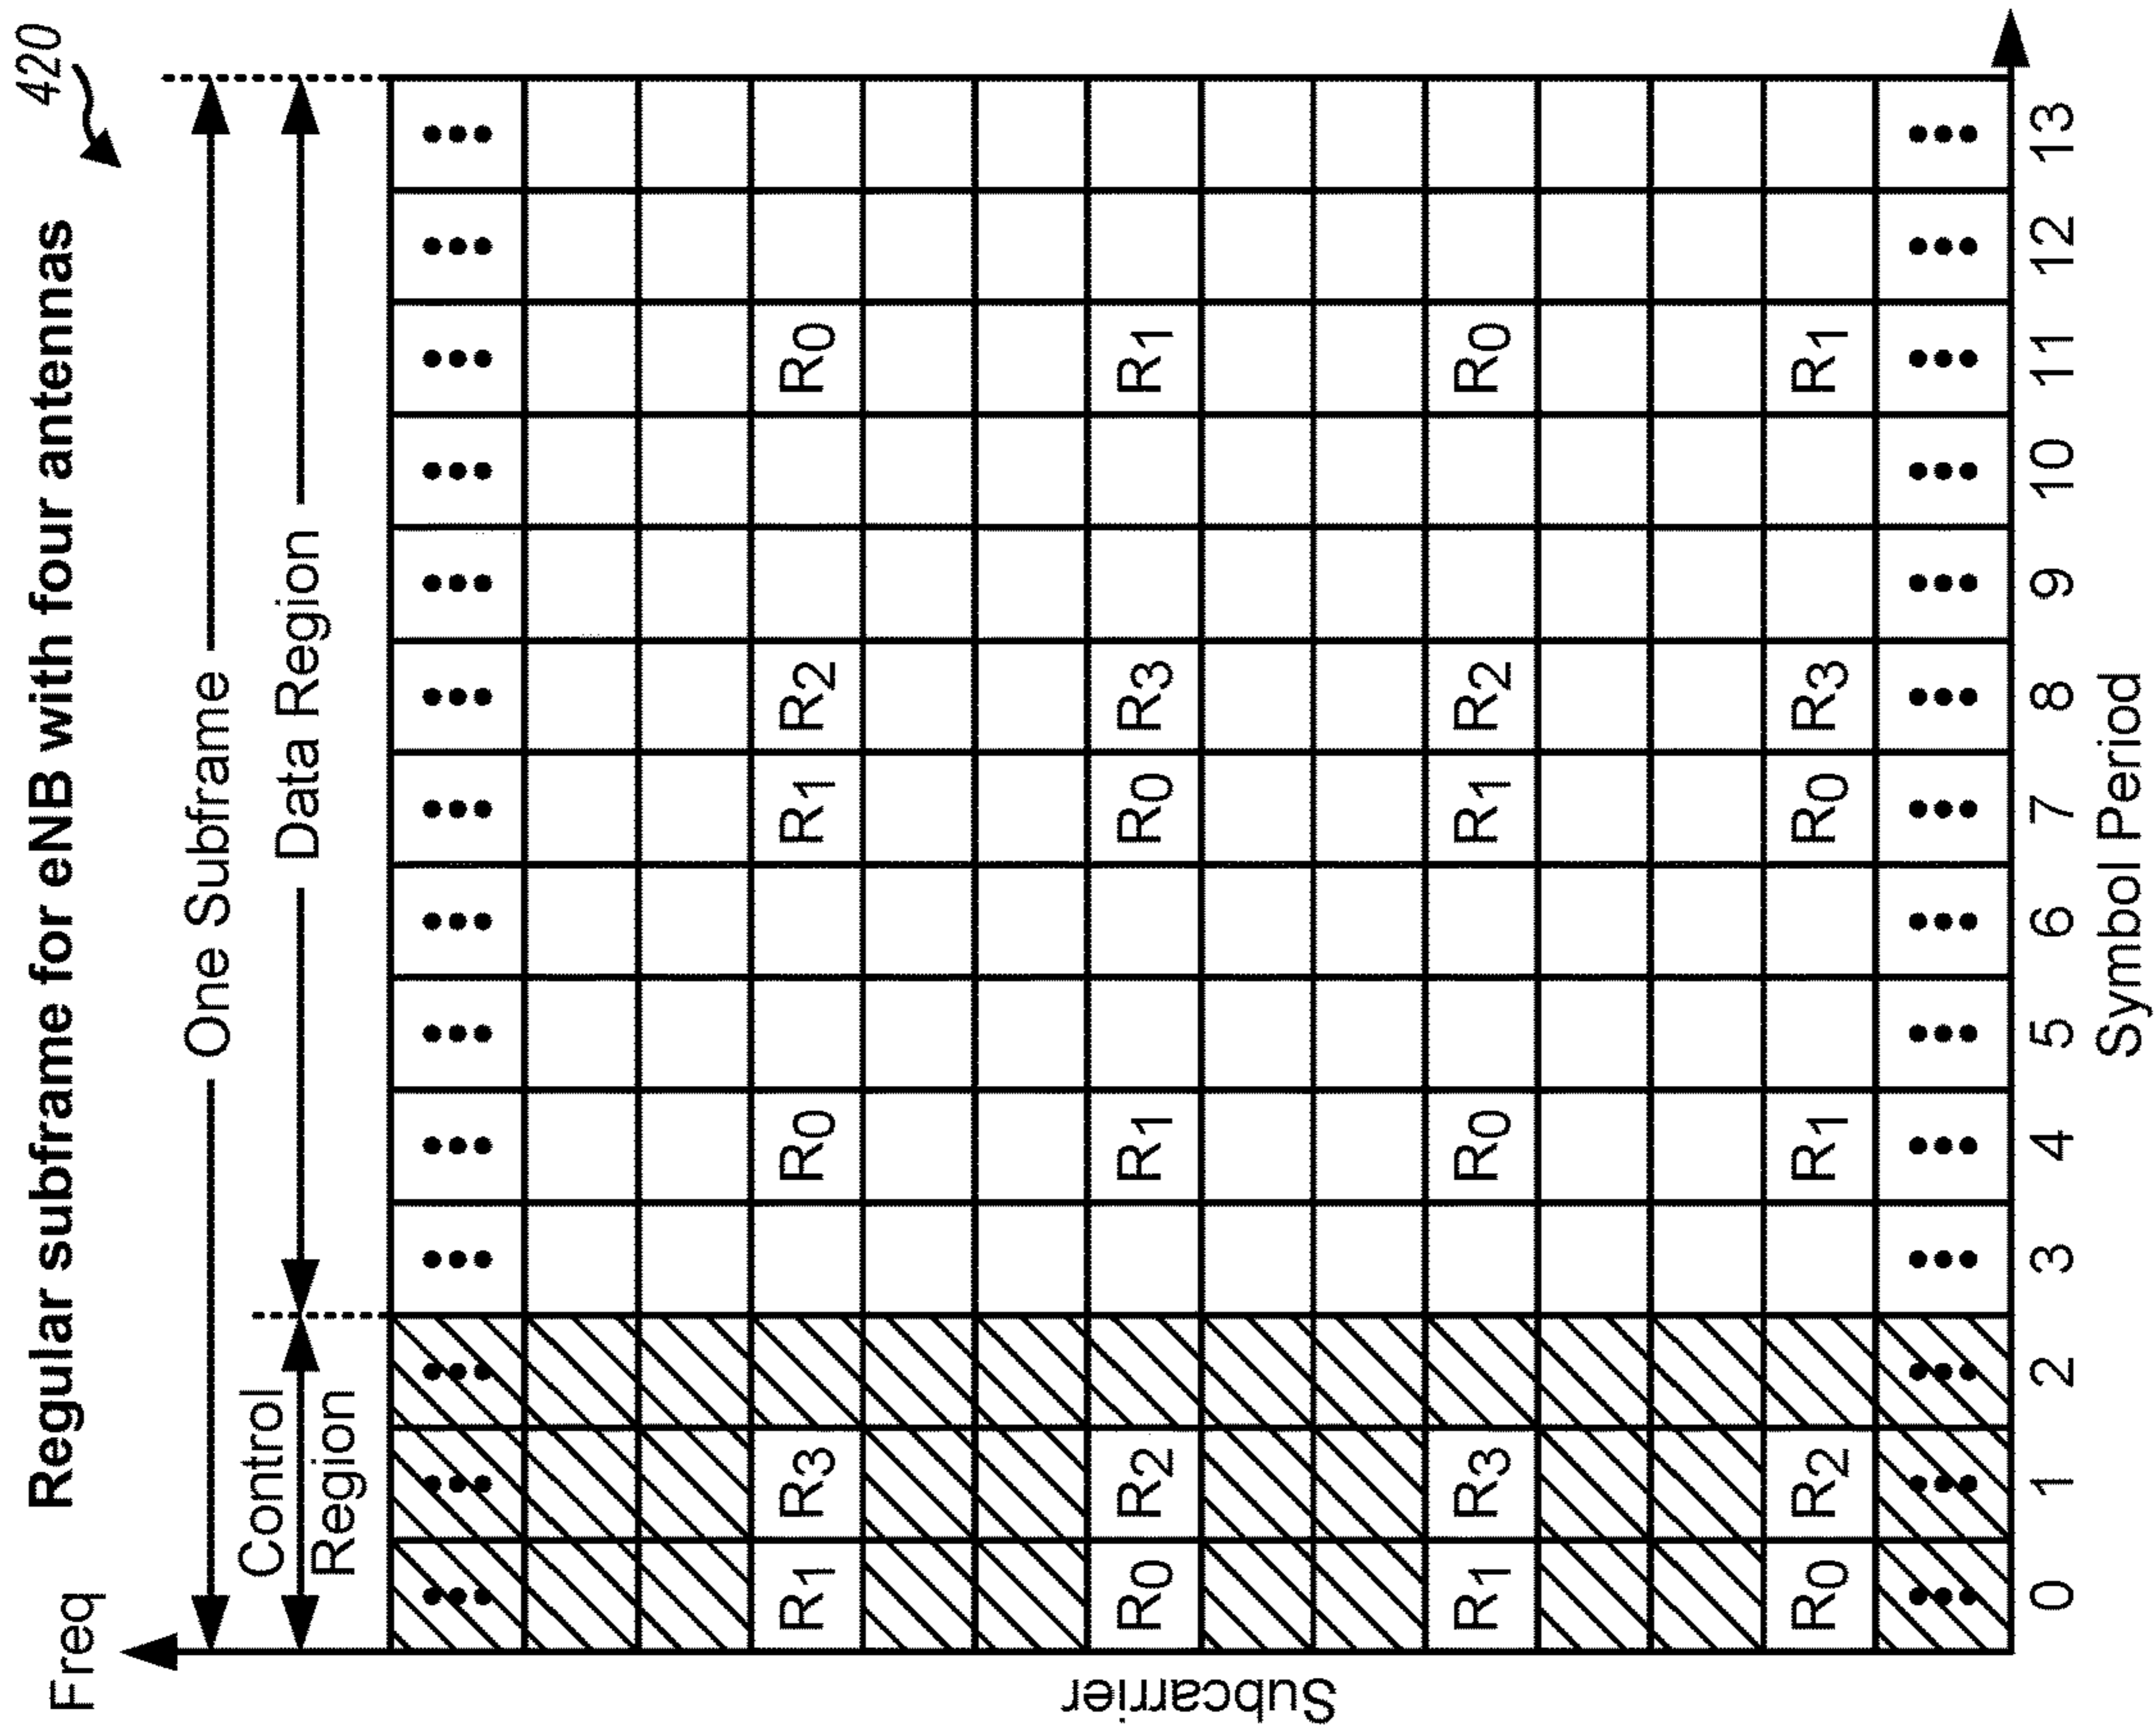 420
Regular subframe for eNB with four antennas
Freq
One Subframe
Control
Region
Data Region
R1 R3 R0 R1 R2 R0
R0 R2 R1 R0 R3 R1
R1 R3 R0 R1 R2 R0
R0 R2 R1 R0 R3 R1
Subcarrier
0 1 2 3 4 5 6 7 8 9 10 11 12 13
Symbol Period